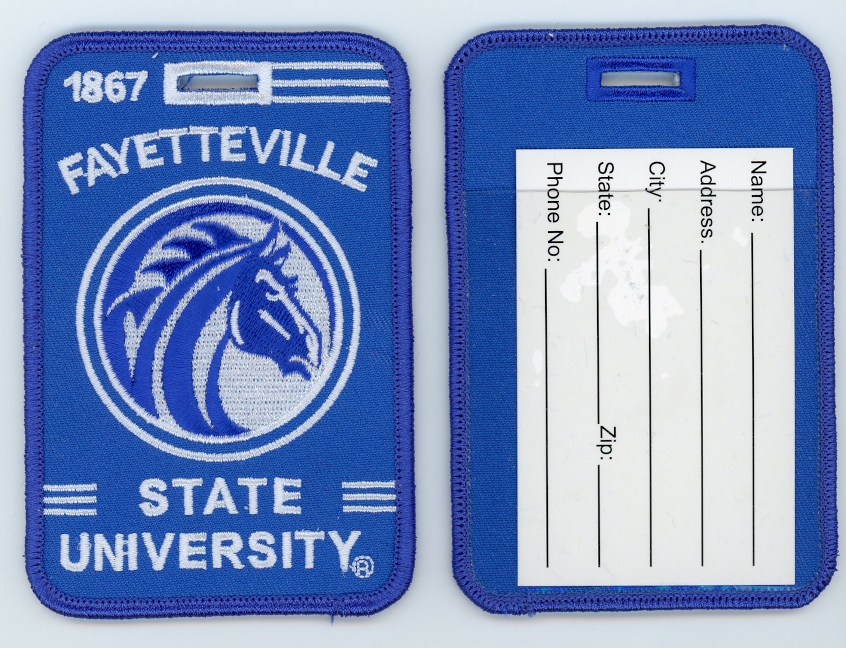 1867
FAYETTEVILLE
STATE
UNIVERSITY®
Name:
Address.
City:
State: Zip:
Phone No: